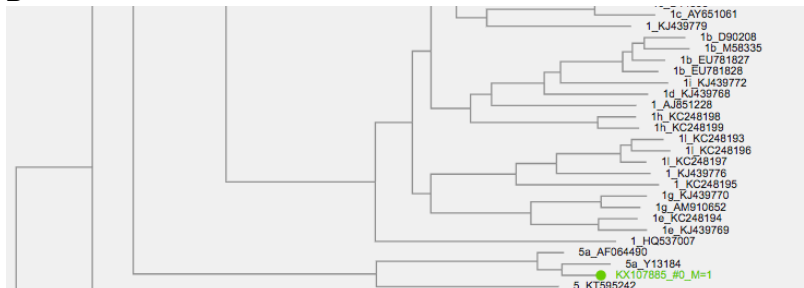 1c_AY651061
1_KJ439779
1b_D90208
1b_M58335
1b_EU781827
1b_EU781828
1i_KJ439772
1d_KJ439768
1_AJ851228
1h_KC248198
1h_KC248199
1l_KC248193
1l_KC248196
1l_KC248197
1_KJ439776
1_KC248195
1g_KJ439770
1g_AM910652
1e_KC248194
1e_KJ439769
1_HQ537007
5a_AF064490
5a_Y13184
KX107885_#0_M=1
5_KT595242